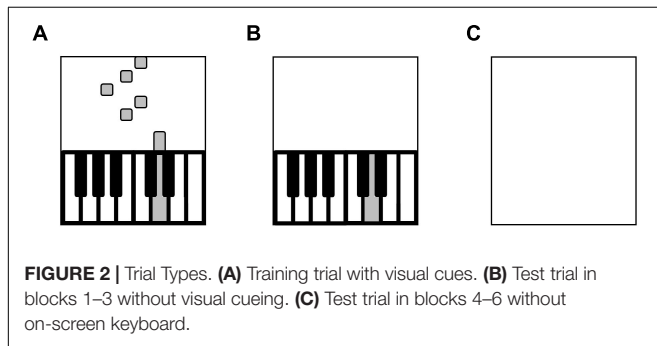 A B C
FIGURE 2 | Trial Types. (A) Training trial with visual cues. (B) Test trial in
blocks 1–3 without visual cueing. (C) Test trial in blocks 4–6 without
on-screen keyboard.